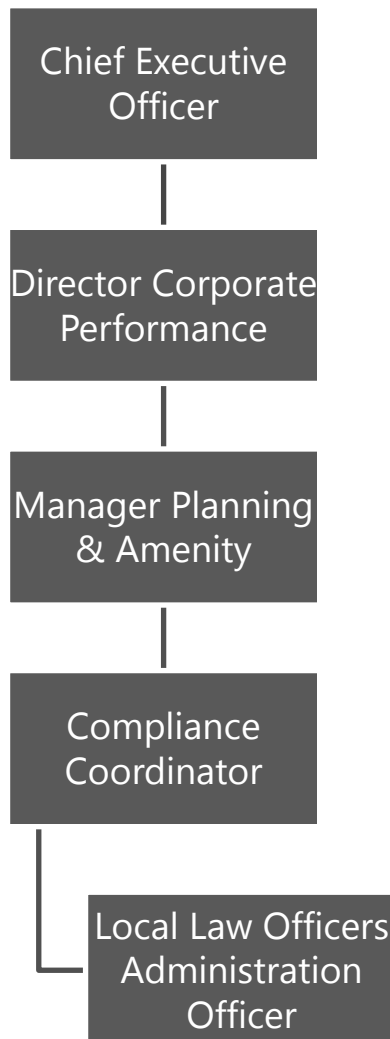 Chief Executive
Officer
Director Corporate
Performance
Manager Planning
& Amenity
Compliance
Coordinator
Local Law Officers
Administration
Officer